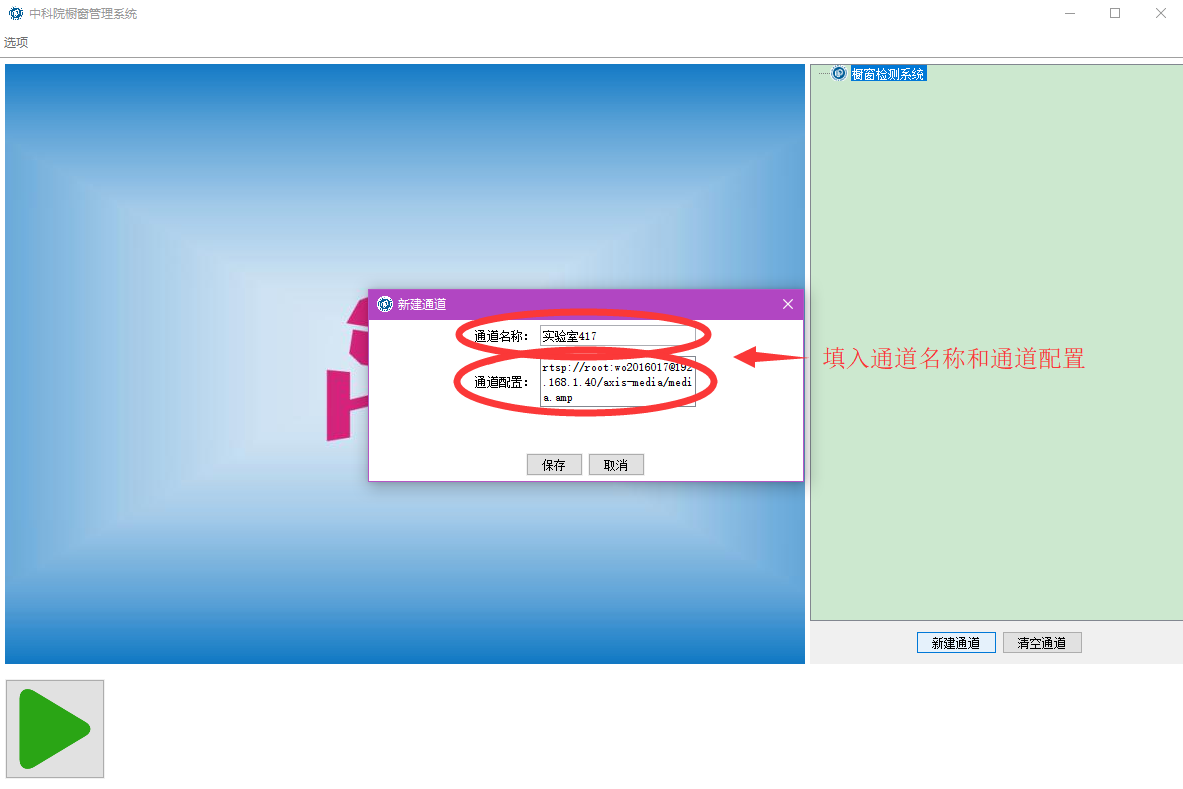 中科院橱窗管理系统
选项
橱窗检测系统
新建通道
通道名称：
实验室417
通道配置：
rtsp://root:wo2016017@192
.168.1.40/axis-media/medi
a.amp
填入通道名称和通道配置
保存
取消
新建通道
清空通道